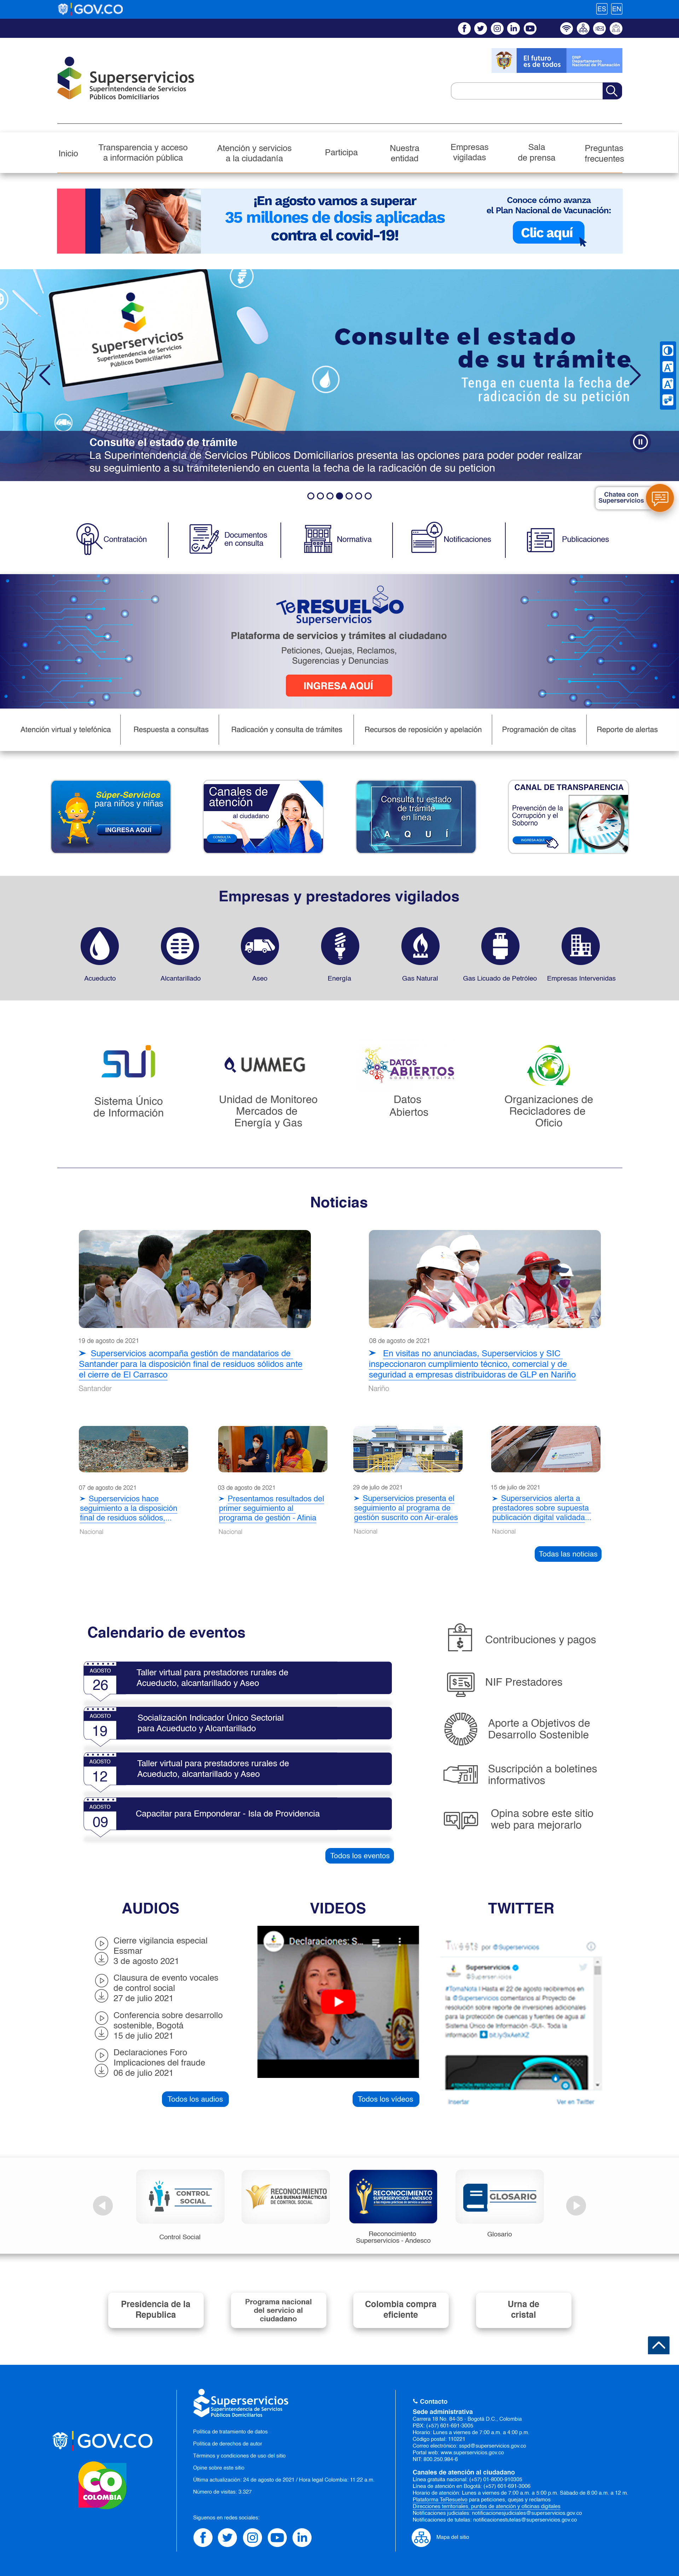 GOV.CO
ES EN
Superservicios
Superintendencia de Servicios
Públicos Domiciliarios
El futuro
es de todos
DNP
Departamento
Nacional de Planeación
Inicio
Transparencia y acceso
a información pública
Atención y servicios
a la ciudadanía
Participa
Nuestra
entidad
Empresas
vigiladas
Sala
de prensa
Preguntas
frecuentes
¡En agosto vamos a superar
35 millones de dosis aplicadas
contra el covid-19!
Conoce cómo avanza
el Plan Nacional de Vacunación:
Clic aquí
Superservicios
Superintendencia de Servicios
Públicos Domiciliarios
Consulte el estado
de su trámite
Tenga en cuenta la fecha de
radicación de su petición
Consulte el estado de trámite
La Superintendencia de Servicios Públicos Domiciliarios presenta las opciones para poder poder realizar
su seguimiento a su trámiteteniendo en cuenta la fecha de la radicación de su peticion
Chatea con
Superservicios
Contratación
Documentos
en consulta
Normativa
Notificaciones
Publicaciones
Te RESUELVO
Superservicios
Plataforma de servicios y trámites al ciudadano
Peticiones, Quejas, Reclamos,
Sugerencias y Denuncias
INGRESA AQUÍ
Atención virtual y telefónica
Respuesta a consultas
Radicación y consulta de trámites
Recursos de reposición y apelación
Programación de citas
Reporte de alertas
Súper-Servicios
para niños y niñas
INGRESA AQUÍ
Canales de
atención
al ciudadano
CONSULTA
AQUÍ
Consulta tu estado
de trámite
en línea
A Q U Í
CANAL DE TRANSPARENCIA
Prevención de la
Corrupción y el
Soborno
INGRESA AQUÍ
Empresas y prestadores vigilados
Acueducto
Alcantarillado
Aseo
Energía
Gas Natural
Gas Licuado de Petróleo
Empresas Intervenidas
SUI
UMMEG
DATOS
ABIERTOS
GOBIERNO DIGITAL
Sistema Único
de Información
Unidad de Monitoreo
Mercados de
Energía y Gas
Datos
Abiertos
Organizaciones de
Recicladores de
Oficio
Noticias
19 de agosto de 2021
➤ Superservicios acompaña gestión de mandatarios de
Santander para la disposición final de residuos sólidos ante
el cierre de El Carrasco
Santander
08 de agosto de 2021
➤ En visitas no anunciadas, Superservicios y SIC
inspeccionaron cumplimiento técnico, comercial y de
seguridad a empresas distribuidoras de GLP en Nariño
Nariño
07 de agosto de 2021
➤ Superservicios hace
seguimiento a la disposición
final de residuos sólidos,...
Nacional
03 de agosto de 2021
➤ Presentamos resultados del
primer seguimiento al
programa de gestión - Afinia
Nacional
29 de julio de 2021
➤ Superservicios presenta el
seguimiento al programa de
gestión suscrito con Air-erales
Nacional
15 de julio de 2021
➤ Superservicios alerta a
prestadores sobre supuesta
publicación digital validada...
Nacional
Todas las noticias
Calendario de eventos
AGOSTO
26
Taller virtual para prestadores rurales de
Acueducto, alcantarillado y Aseo
AGOSTO
19
Socialización Indicador Único Sectorial
para Acueducto y Alcantarillado
AGOSTO
12
Taller virtual para prestadores rurales de
Acueducto, alcantarillado y Aseo
AGOSTO
09
Capacitar para Emponderar - Isla de Providencia
Todos los eventos
Contribuciones y pagos
NIF Prestadores
Aporte a Objetivos de
Desarrollo Sostenible
Suscripción a boletines
informativos
Opina sobre este sitio
web para mejorarlo
AUDIOS
Cierre vigilancia especial
Essmar
3 de agosto 2021
Clausura de evento vocales
de control social
27 de julio 2021
Conferencia sobre desarrollo
sostenible, Bogotá
15 de julio 2021
Declaraciones Foro
Implicaciones del fraude
06 de julio 2021
Todos los audios
VIDEOS
Declaraciones: S...
Todos los videos
TWITTER
por @Superservicios
Superservicios
@Superservicios
#TomaNota | Hasta el 22 de agosto recibiremos
en la @Superservicios comentarios al Proyecto de
resolución sobre reporte de inversiones ambientales
para la protección de cuencas y fuentes de agua al
Sistema Único de Información -SUI-. Toda la
información
Insertar
Ver en Twitter
CONTROL
SOCIAL
Control Social
RECONOCIMIENTO
A LAS BUENAS PRÁCTICAS
DE CONTROL SOCIAL
RECONOCIMIENTO
SUPERSERVICIOS-ANDESCO
Reconocimiento
Superservicios - Andesco
GLOSARIO
Glosario
Presidencia de la
Republica
Programa nacional
del servicio al
ciudadano
Colombia compra
eficiente
Urna de
cristal
GOV.CO
CO
COLOMBIA
Superservicios
Superintendencia de Servicios
Públicos Domiciliarios
Política de tratamiento de datos
Política de derechos de autor
Términos y condiciones de uso del sitio
Opine sobre este sitio
Última actualización: 24 de agosto de 2021 / Hora legal Colombia: 11:22 a.m.
Número de visitas: 3.327
Síguenos en redes sociales:
Contacto
Sede administrativa
Carrera 18 No. 84-35 - Bogotá D.C., Colombia
PBX: (+57) 601-691-3005
Horario: Lunes a viernes de 7:00 a.m. a 4:00 p.m.
Código postal: 110221
Correo electrónico: sspd@superservicios.gov.co
Portal web: www.superservicios.gov.co
NIT: 800.250.984-6
Canales de atención al ciudadano
Línea gratuita nacional: (+57) 01-8000-910305
Línea de atención en Bogotá: (+57) 601-691-3006
Horario de atención: Lunes a viernes de 7:00 a.m. a 5:00 p.m. Sábado de 8:00 a.m. a 12 m.
Plataforma TeResuelvo para peticiones, quejas y reclamos
Direcciones territoriales, puntos de atención y oficinas digitales
Notificaciones judiciales: notificacionesjudiciales@superservicios.gov.co
Notificaciones de tutelas: notificacionestutelas@superservicios.gov.co
Mapa del sitio